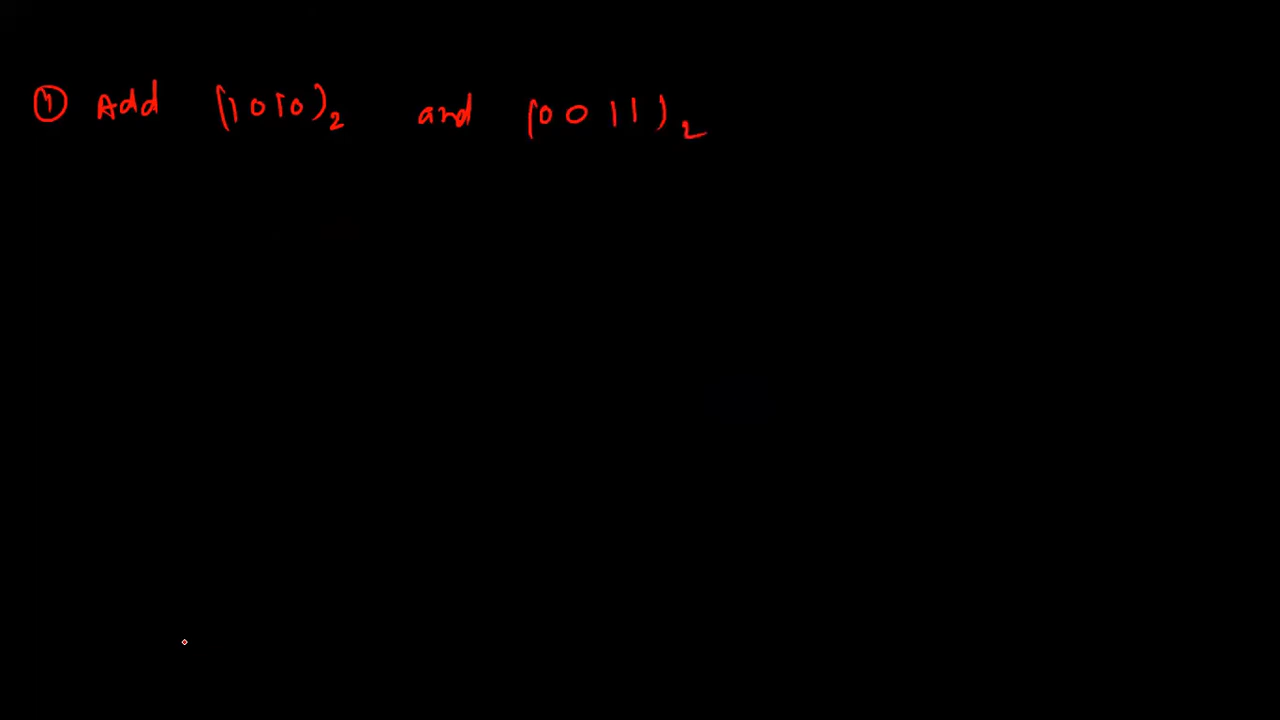 ① Add (1010)₂ and (0011)₂